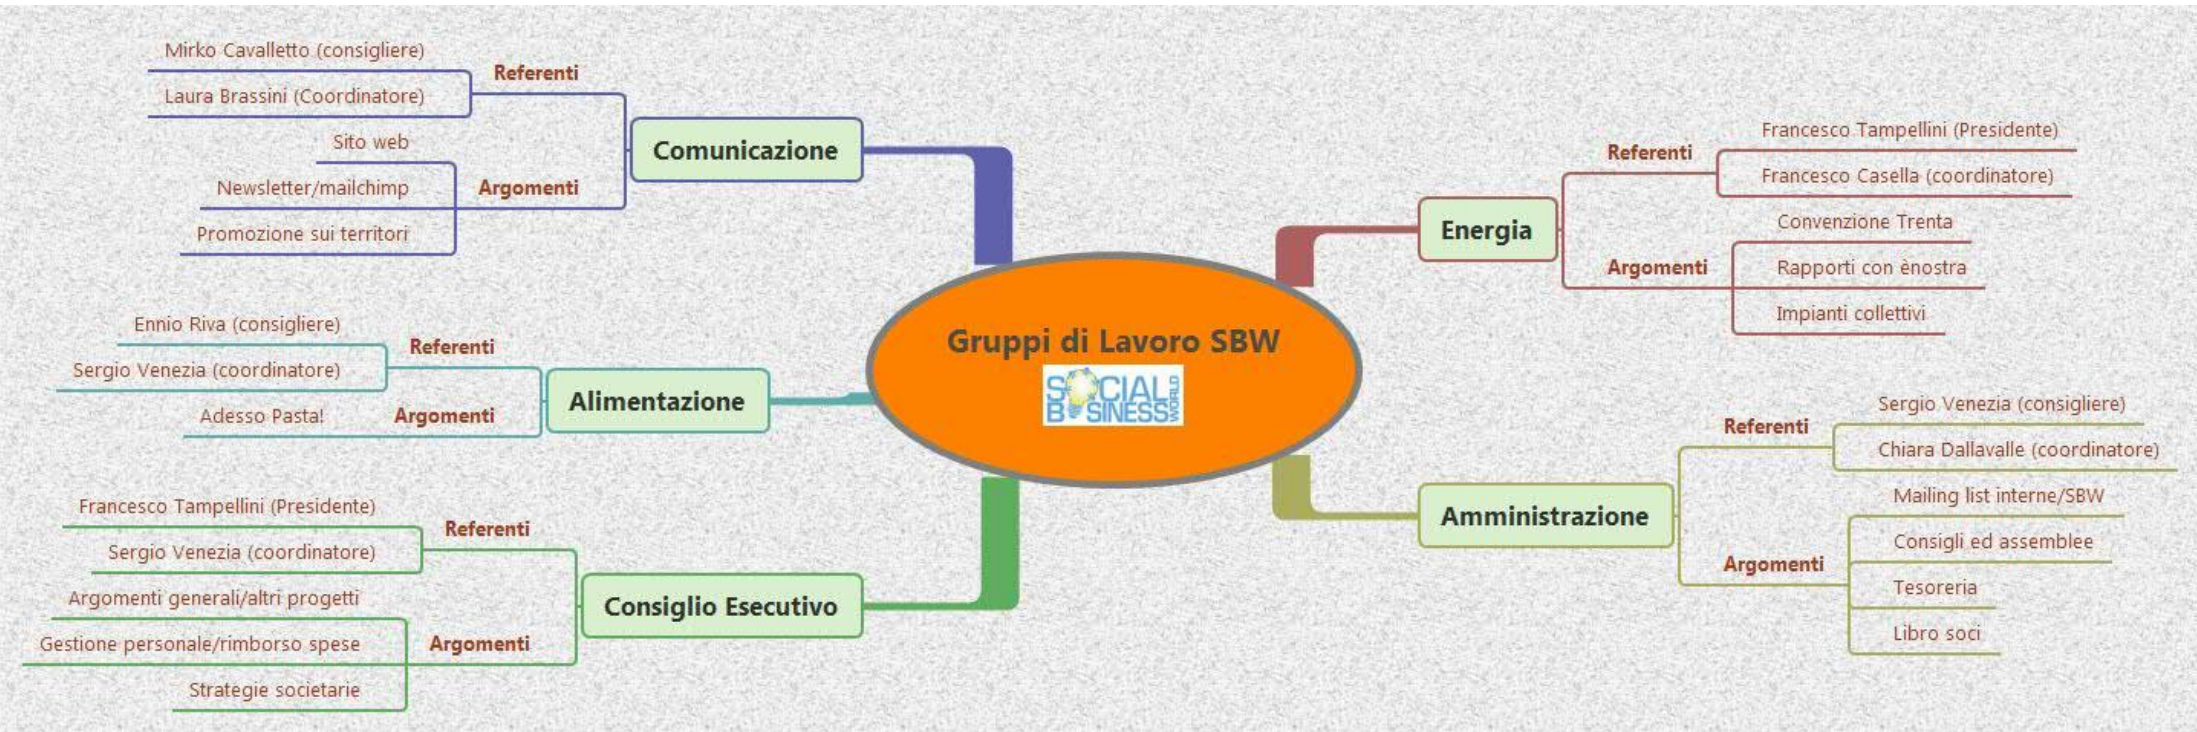 Mirko Cavalletto (consigliere)
Laura Brassini (Coordinatore)
Referenti
Sito web
Newsletter/mailchimp
Promozione sui territori
Argomenti
Comunicazione
Ennio Riva (consigliere)
Sergio Venezia (coordinatore)
Referenti
Adesso Pasta!
Argomenti
Alimentazione
Francesco Tampellini (Presidente)
Sergio Venezia (coordinatore)
Referenti
Argomenti generali/altri progetti
Gestione personale/rimborso spese
Strategie societarie
Argomenti
Consiglio Esecutivo
Gruppi di Lavoro SBW
SOCIAL
BUSINESS
WORLD
Energia
Referenti
Francesco Tampellini (Presidente)
Francesco Casella (coordinatore)
Argomenti
Convenzione Trenta
Rapporti con ènostra
Impianti collettivi
Amministrazione
Referenti
Sergio Venezia (consigliere)
Chiara Dallavalle (coordinatore)
Argomenti
Mailing list interne/SBW
Consigli ed assemblee
Tesoreria
Libro soci